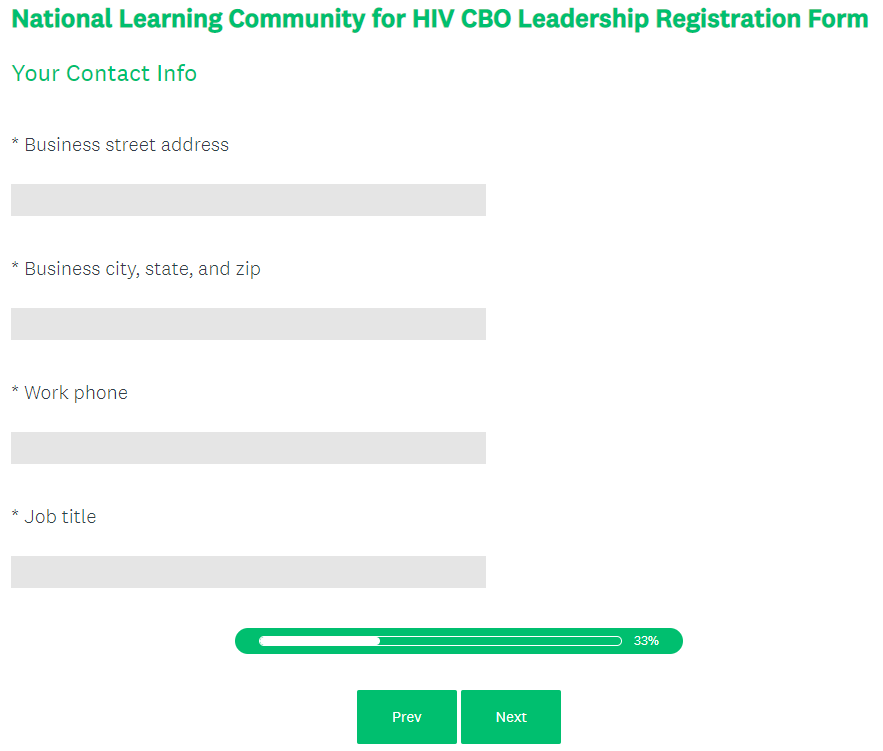 National Learning Community for HIV CBO Leadership Registration Form
Your Contact Info
* Business street address
* Business city, state, and zip
* Work phone
* Job title
33%
Prev Next